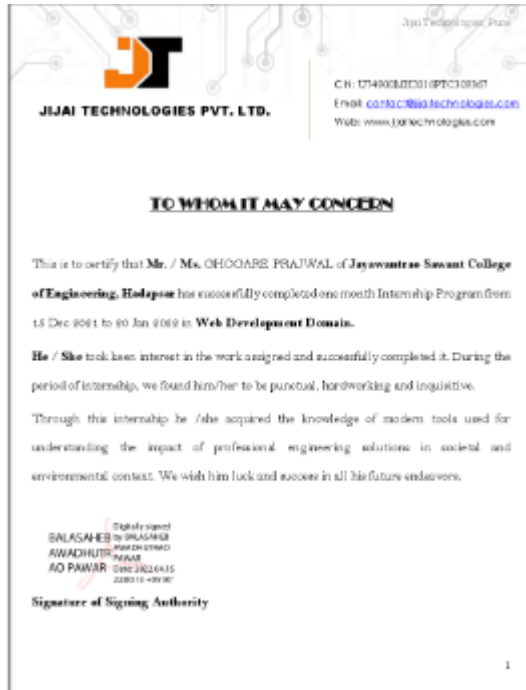 Jijai Technologies, Pune
JT
JIJAI TECHNOLOGIES PVT. LTD.
Email: contact@jijaitechnologies.com
Web: www.jijaitechnologies.com
TO WHOM IT MAY CONCERN
This is to certify that Mr. / Ms. GHOGARE PRAJWAL of Jayawantrao Sawant College
of Engineering, Hadapsar has successfully completed one month Internship Program from
15 Dec 2021 to 20 Jan 2022 in Web Development Domain.
He / She took keen interest in the work assigned and successfully completed it. During the
period of internship, we found him/her to be punctual, hardworking and inquisitive.
Through this internship he /she acquired the knowledge of modern tools used for
understanding the impact of professional engineering solutions in societal and
environmental context. We wish him luck and success in all his future endeavors.
BALASAHEB
AWADHUTR
AO PAWAR
Digitally signed
by BALASAHEB
AWADHUTRAO
PAWAR
Date: 2022.04.15
Signature of Signing Authority
1